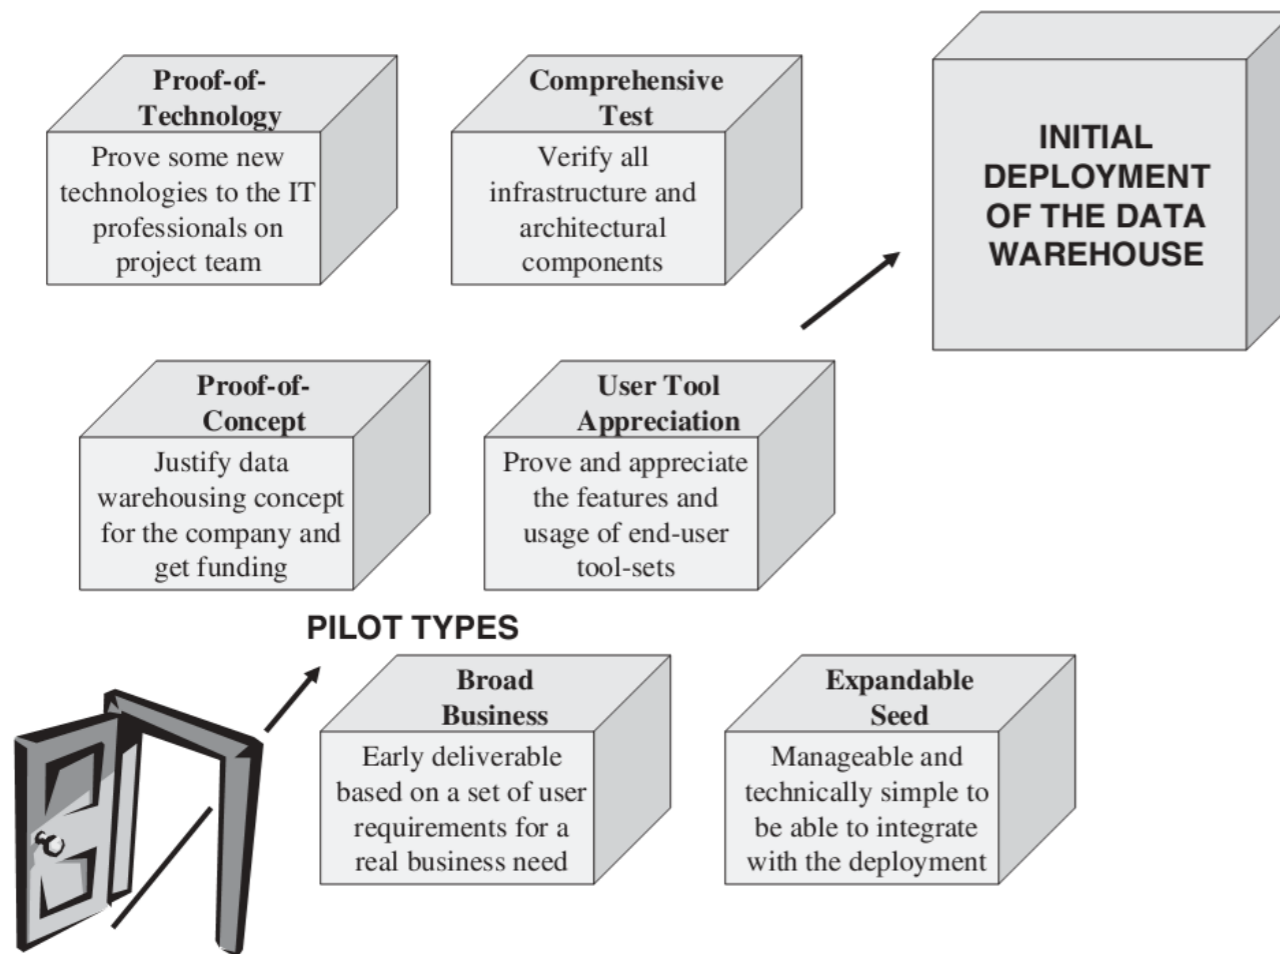 Proof-of-
Technology
Prove some new
technologies to the IT
professionals on
project team
Comprehensive
Test
Verify all
infrastructure and
architectural
components
INITIAL
DEPLOYMENT
OF THE DATA
WAREHOUSE
Proof-of-
Concept
Justify data
warehousing concept
for the company and
get funding
User Tool
Appreciation
Prove and appreciate
the features and
usage of end-user
tool-sets
PILOT TYPES
Broad
Business
Early deliverable
based on a set of user
requirements for a
real business need
Expandable
Seed
Manageable and
technically simple to
be able to integrate
with the deployment